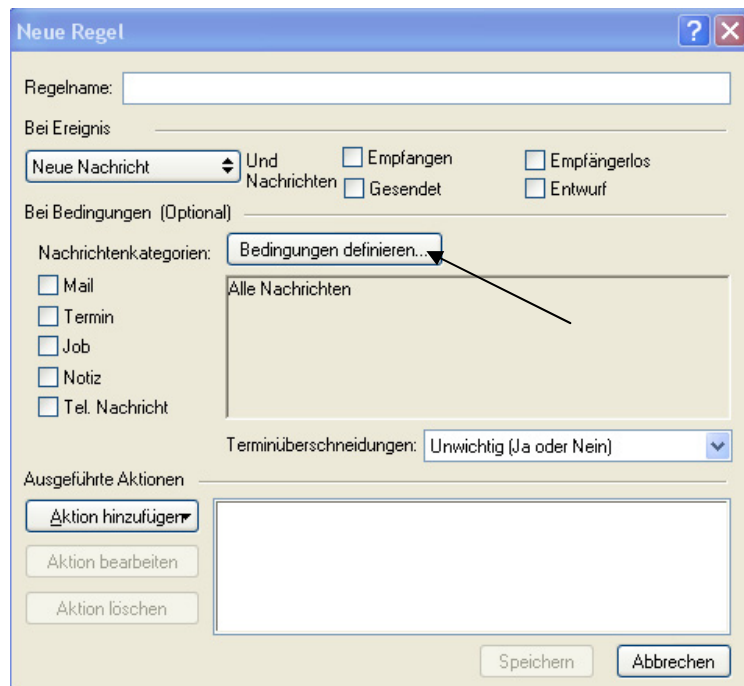 Neue Regel
Regelname:
Bei Ereignis
Neue Nachricht
Und
Nachrichten
Empfangen
Empfängerlos
Gesendet
Entwurf
Bei Bedingungen (Optional)
Nachrichtenkategorien:
Bedingungen definieren...
Mail
Alle Nachrichten
Termin
Job
Notiz
Tel. Nachricht
Terminüberschneidungen:
Unwichtig (Ja oder Nein)
Ausgeführte Aktionen
Aktion hinzufügen
Aktion bearbeiten
Aktion löschen
Speichern
Abbrechen